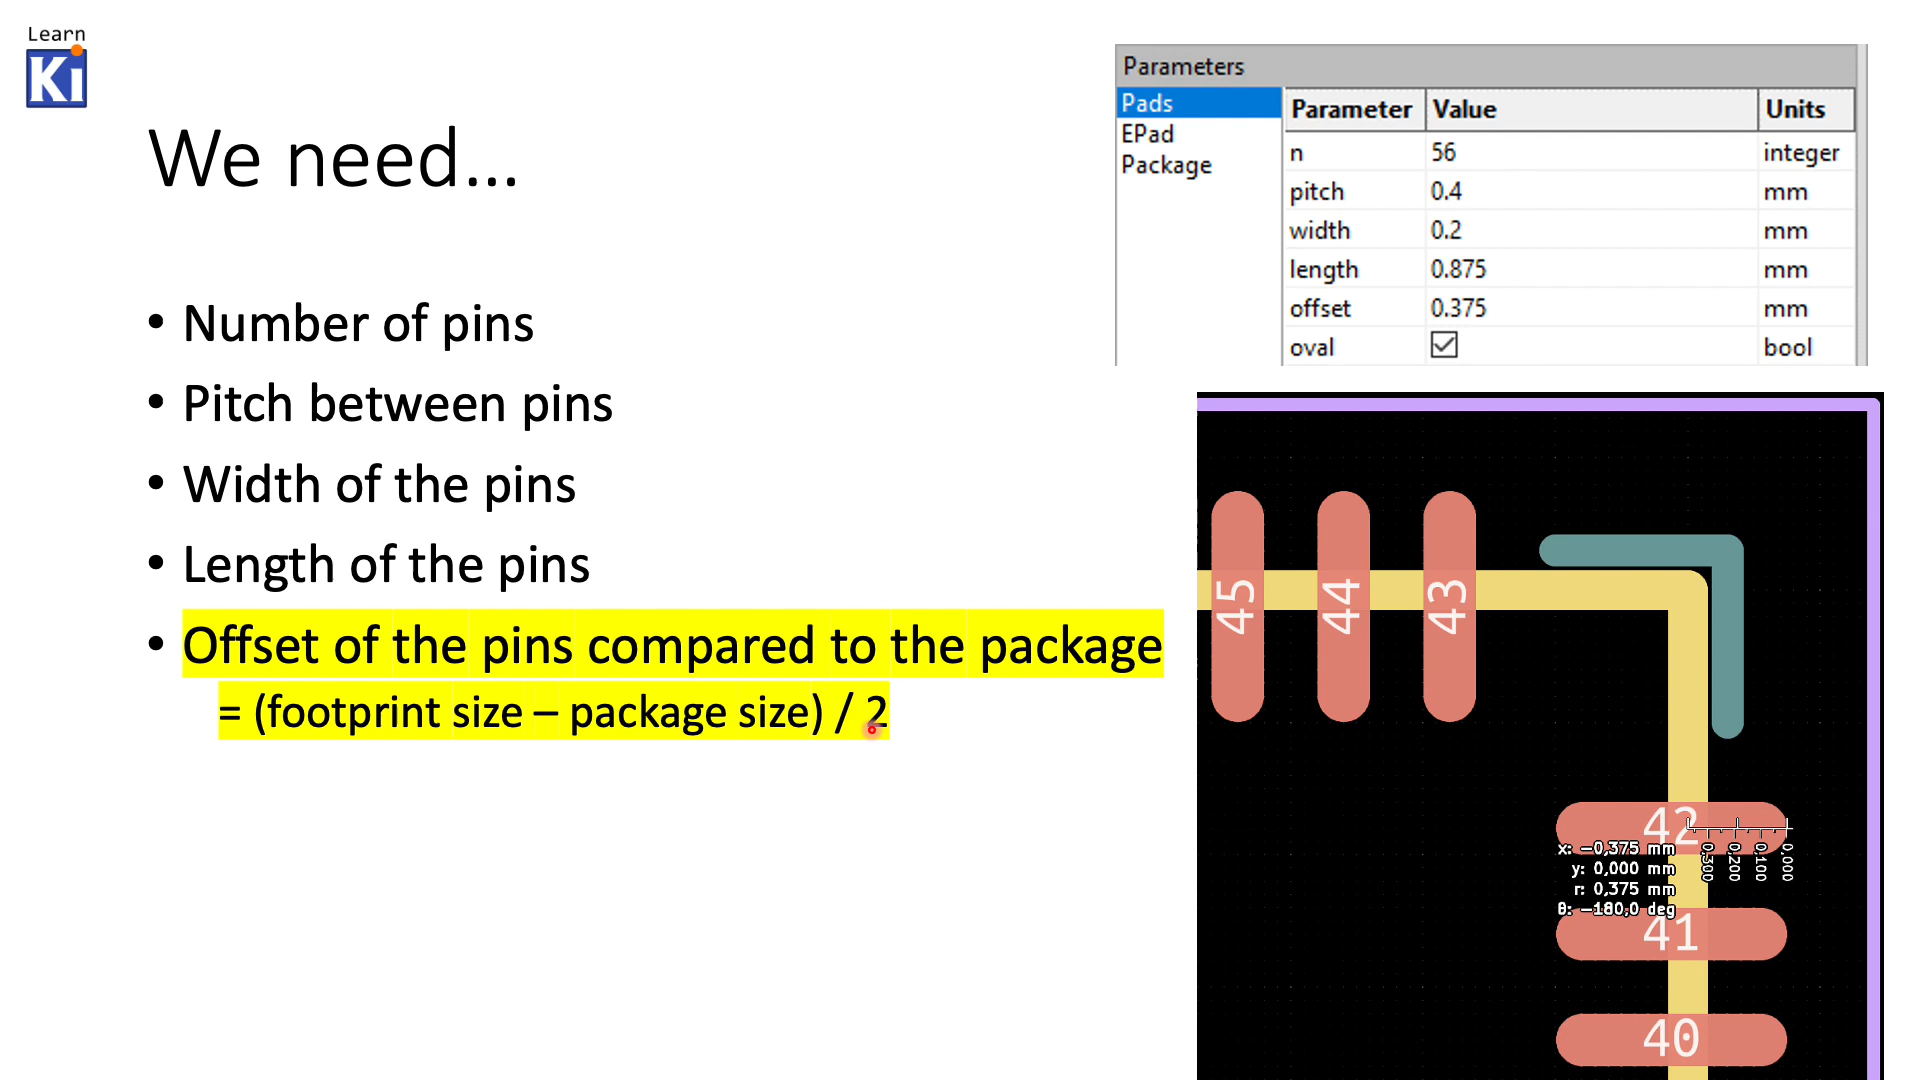 Learn
Ki
We need...
• Number of pins
• Pitch between pins
• Width of the pins
• Length of the pins
• Offset of the pins compared to the package
= (footprint size – package size) / 2
Parameters
Pads
EPad
Package
Parameter Value Units
n 56 integer
pitch 0.4 mm
width 0.2 mm
length 0.875 mm
offset 0.375 mm
oval bool
45 44 43
42
x: −0,375 mm
y: 0,000 mm
r: 0,375 mm
θ: −180,0 deg
0,300 0,200 0,100 0,000
41
40